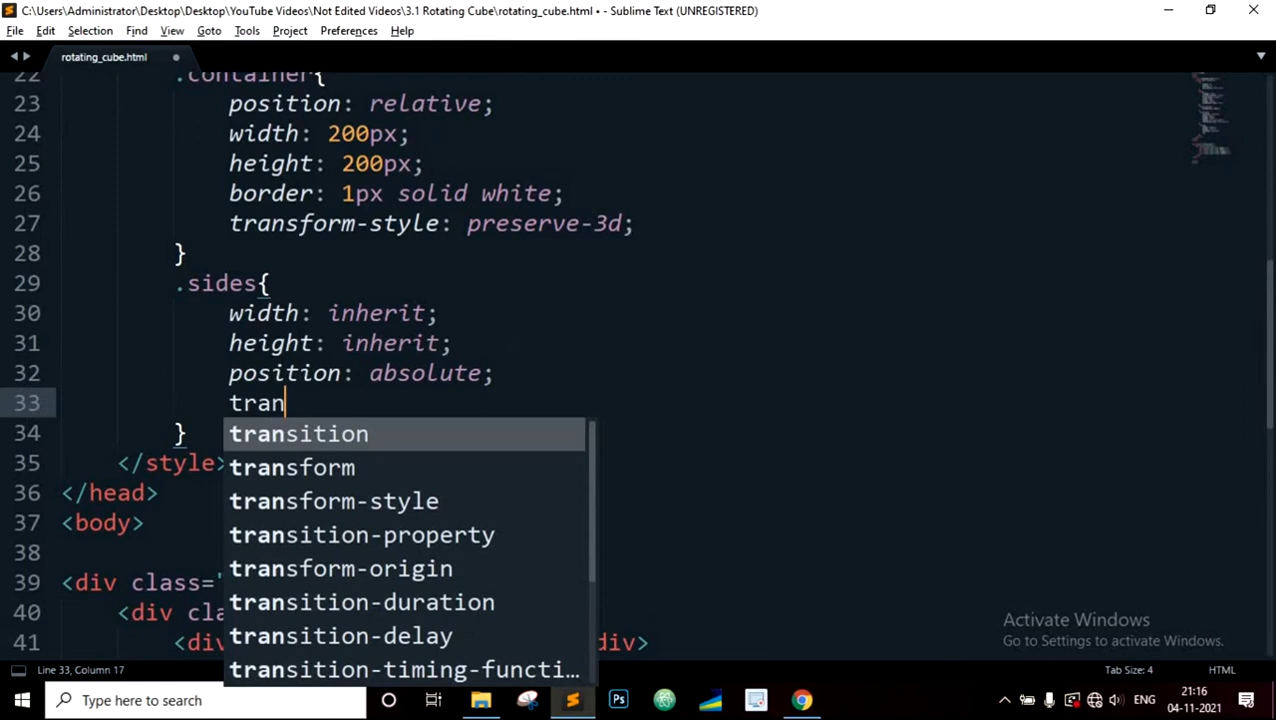 C:\Users\Administrator\Desktop\Desktop\YouTube Videos\Not Edited Videos\3.1 Rotating Cube\rotating_cube.html • - Sublime Text (UNREGISTERED)
File Edit Selection Find View Goto Tools Project Preferences Help
rotating_cube.html
22 .container{
23 position: relative;
24 width: 200px;
25 height: 200px;
26 border: 1px solid white;
27 transform-style: preserve-3d;
28 }
29 .sides{
30 width: inherit;
31 height: inherit;
32 position: absolute;
33 tran
transition
34 }
transform
35 </style>
transform-style
36 </head>
transition-property
37 <body>
transform-origin
38
39 <div class="
transition-duration
40 <div cla
transition-delay
41 <div div>
transition-timing-functi...
Activate Windows
Go to Settings to activate Windows.
Line 33, Column 17
Tab Size: 4 HTML
Type here to search
Ps
ENG
21:16
04-11-2021